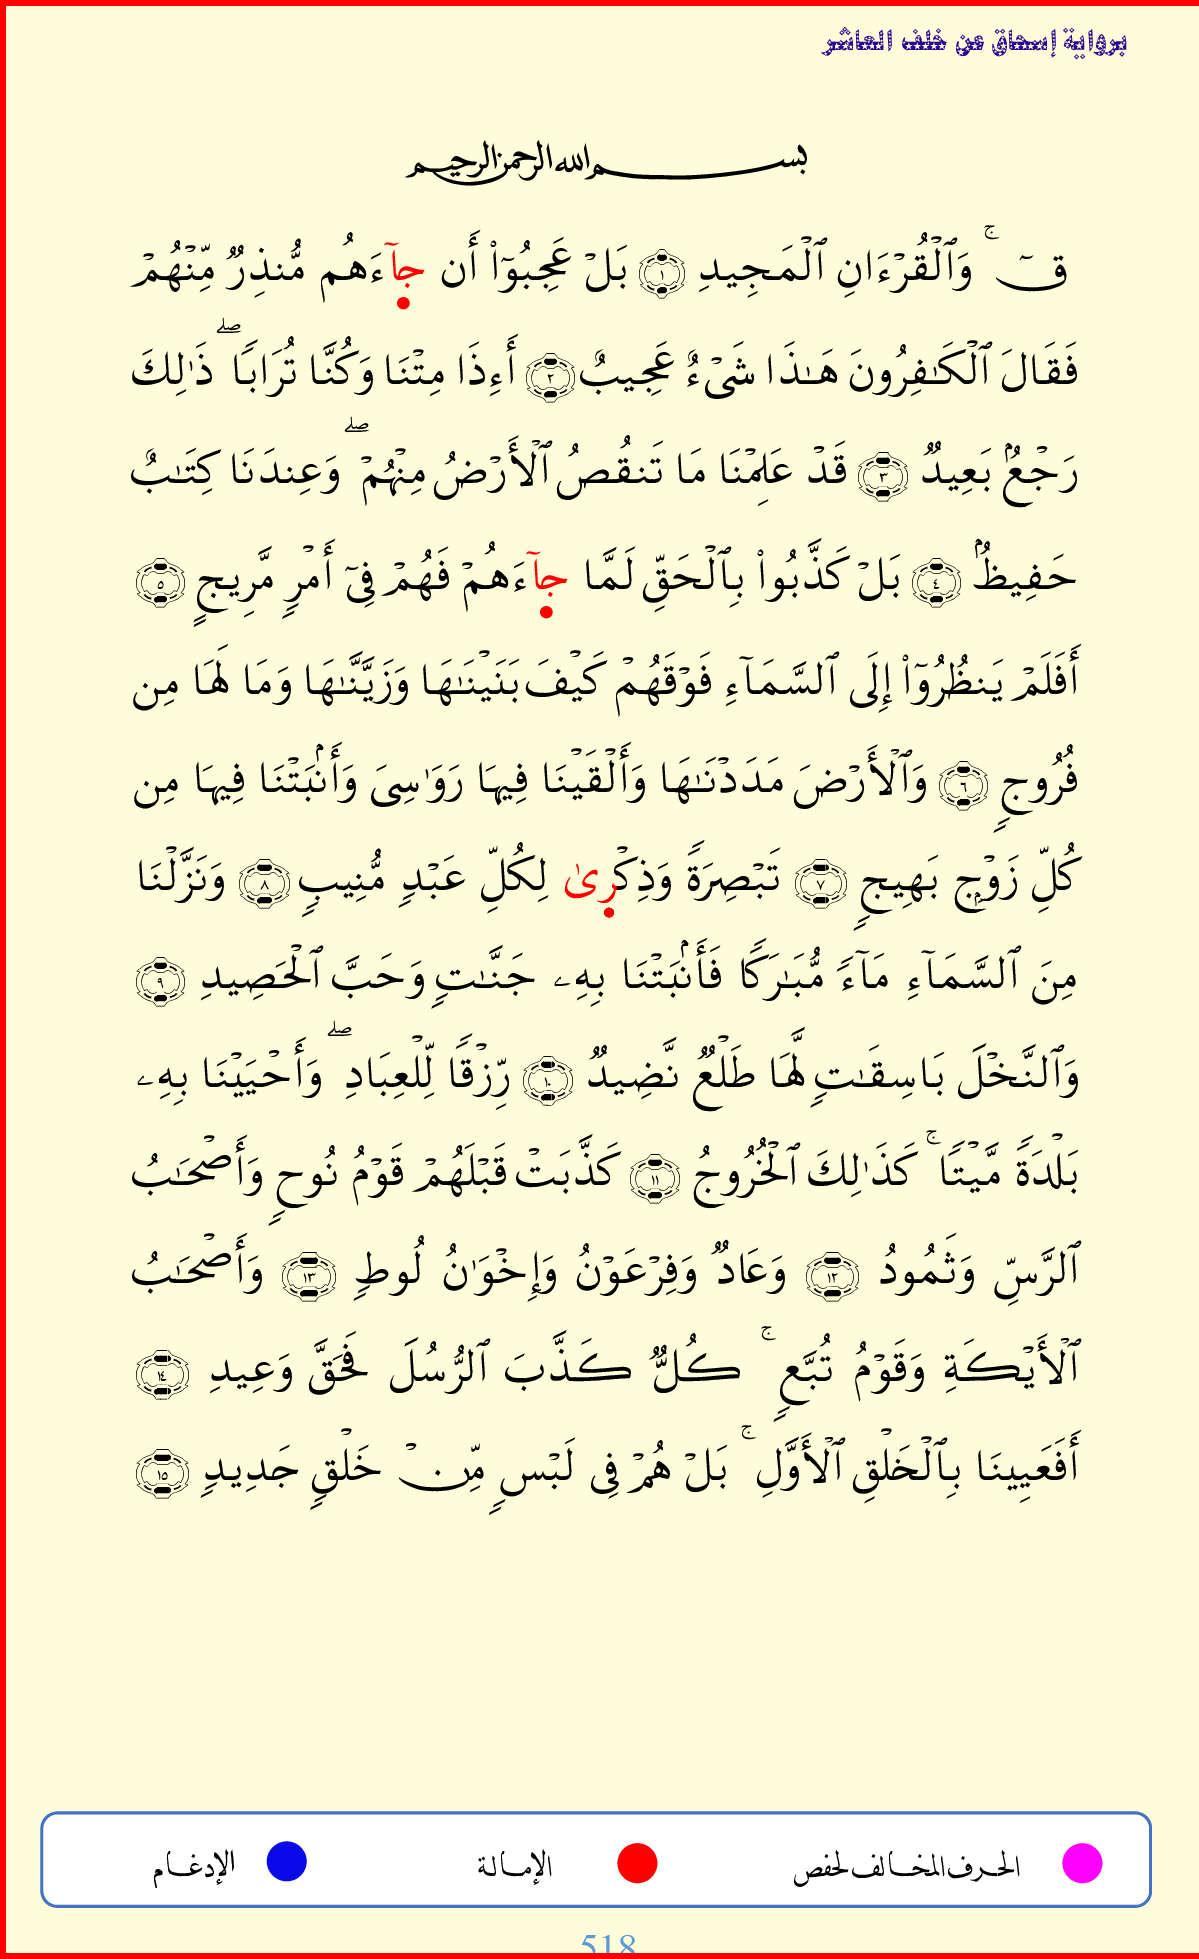 برواية إسحاق عن خلف العاشر
بسم الله الرحمن الرحيم
قٓۚ وَٱلْقُرْءَانِ ٱلْمَجِيدِ ١ بَلْ عَجِبُوٓا۟ أَن جَآءَهُم مُّنذِرٌ مِّنْهُمْ
فَقَالَ ٱلْكَـٰفِرُونَ هَـٰذَا شَىْءٌ عَجِيبٌ ٢ أَءِذَا مِتْنَا وَكُنَّا تُرَابًاۖ ذَٰلِكَ
رَجْعٌۢ بَعِيدٌ ٣ قَدْ عَلِمْنَا مَا تَنقُصُ ٱلْأَرْضُ مِنْهُمْۖ وَعِندَنَا كِتَـٰبٌ
حَفِيظٌۢ ٤ بَلْ كَذَّبُوا۟ بِٱلْحَقِّ لَمَّا جَآءَهُمْ فَهُمْ فِىٓ أَمْرٍ مَّرِيجٍ ٥
أَفَلَمْ يَنظُرُوٓا۟ إِلَى ٱلسَّمَآءِ فَوْقَهُمْ كَيْفَ بَنَيْنَـٰهَا وَزَيَّنَّـٰهَا وَمَا لَهَا مِن
فُرُوجٍ ٦ وَٱلْأَرْضَ مَدَدْنَـٰهَا وَأَلْقَيْنَا فِيهَا رَوَٰسِىَ وَأَنۢبَتْنَا فِيهَا مِن
كُلِّ زَوْجٍۭ بَهِيجٍ ٧ تَبْصِرَةً وَذِكْرِىٰ لِكُلِّ عَبْدٍ مُّنِيبٍ ٨ وَنَزَّلْنَا
مِنَ ٱلسَّمَآءِ مَآءً مُّبَـٰرَكًا فَأَنۢبَتْنَا بِهِۦ جَنَّـٰتٍ وَحَبَّ ٱلْحَصِيدِ ٩
وَٱلنَّخْلَ بَاسِقَـٰتٍ لَّهَا طَلْعٌ نَّضِيدٌ ١٠ رِّزْقًا لِّلْعِبَادِۖ وَأَحْيَيْنَا بِهِۦ
بَلْدَةً مَّيْتًاۚ كَذَٰلِكَ ٱلْخُرُوجُ ١١ كَذَّبَتْ قَبْلَهُمْ قَوْمُ نُوحٍ وَأَصْحَـٰبُ
ٱلرَّسِّ وَثَمُودُ ١٢ وَعَادٌ وَفِرْعَوْنُ وَإِخْوَٰنُ لُوطٍ ١٣ وَأَصْحَـٰبُ
ٱلْأَيْكَةِ وَقَوْمُ تُبَّعٍۚ كُلٌّ كَذَّبَ ٱلرُّسُلَ فَحَقَّ وَعِيدِ ١٤
أَفَعَيِينَا بِٱلْخَلْقِ ٱلْأَوَّلِۚ بَلْ هُمْ فِى لَبْسٍ مِّنْ خَلْقٍ جَدِيدٍ ١٥
الحرف المخالف لحفص الإمالة الإدغام
518